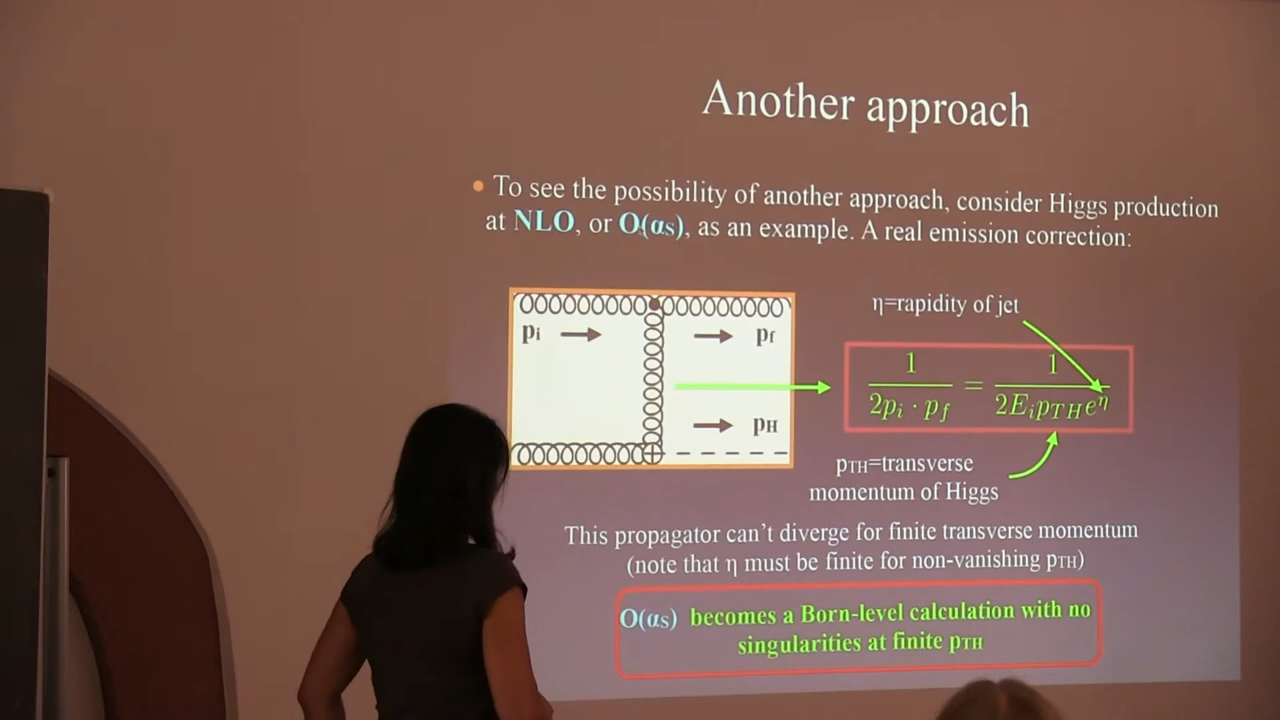 Another approach
• To see the possibility of another approach, consider Higgs production
at NLO, or O(αs), as an example. A real emission correction:
η=rapidity of jet
pi
pf
pH
1 / 2pi · pf = 1 / 2EipTHe^η
pTH=transverse
momentum of Higgs
This propagator can't diverge for finite transverse momentum
(note that η must be finite for non-vanishing pTH)
O(αs) becomes a Born-level calculation with no
singularities at finite pTH